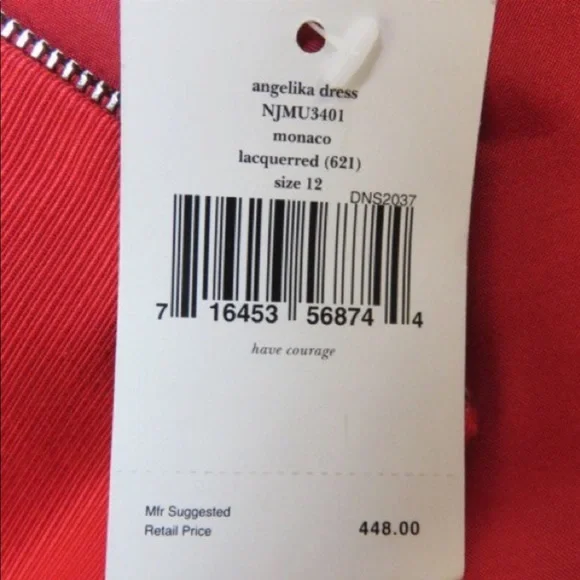 angelika dress
NJMU3401
monaco
lacquerred (621)
size 12
DNS2037
7 16453 56874 4
have courage
Mfr Suggested
Retail Price 448.00